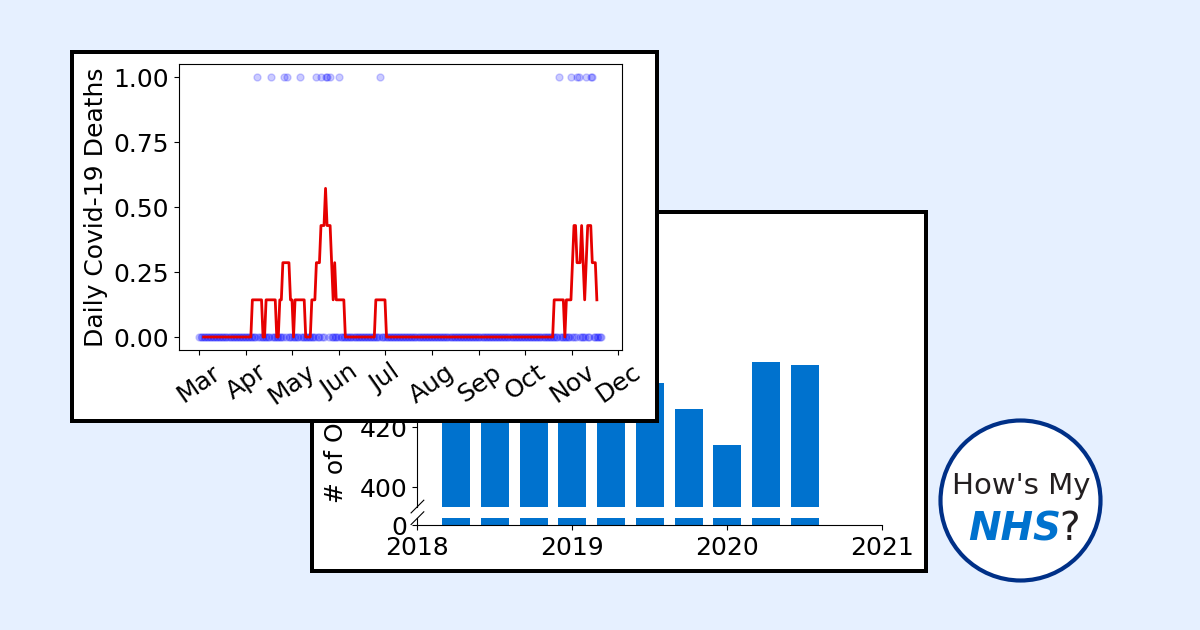 Daily Covid-19 Deaths
1.00
0.75
0.50
0.25
0.00
Mar Apr May Jun Jul Aug Sep Oct Nov Dec
# of O
420
400
0
2018 2019 2020 2021
How's My
NHS?